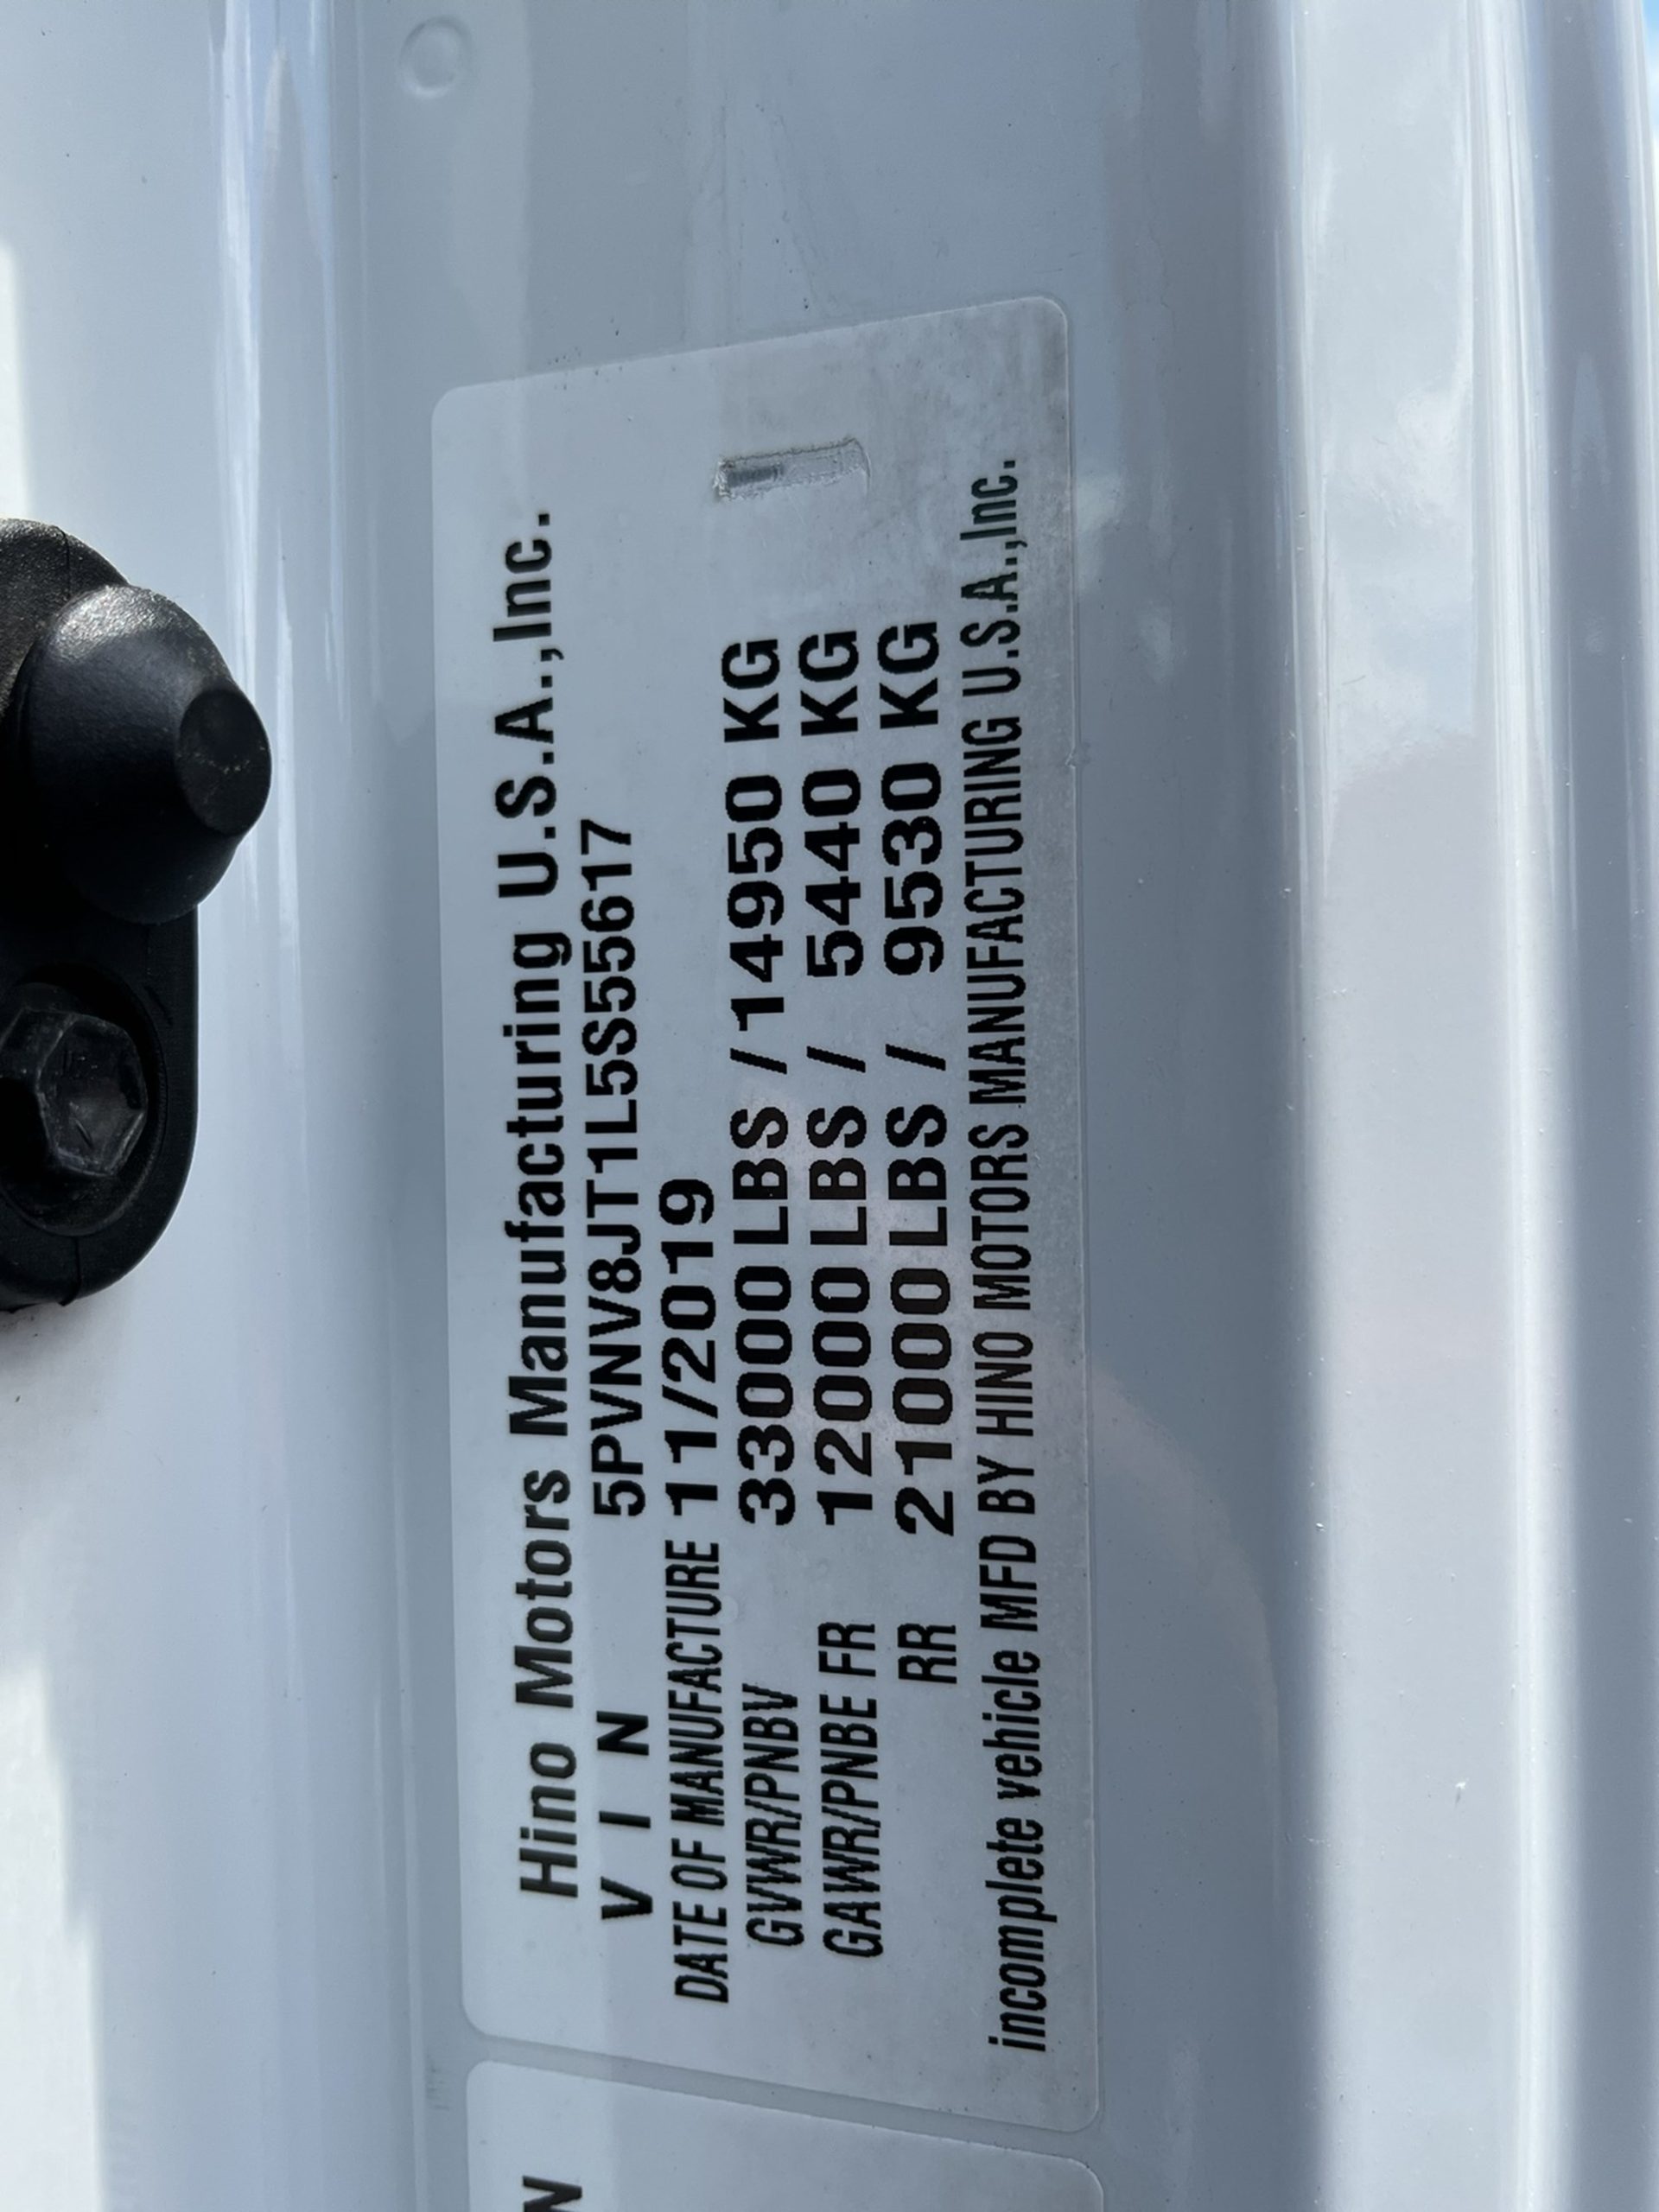 Hino Motors Manufacturing U.S.A.,Inc.
V I N 5PVNV8JT1L5S55617
DATE OF MANUFACTURE 11/2019
GVWR/PNBV 33000 LBS /14950 KG
GAWR/PNBE FR 12000 LBS / 5440 KG
RR 21000 LBS / 9530 KG
incomplete vehicle MFD BY HINO MOTORS MANUFACTURING U.S.A.,Inc.